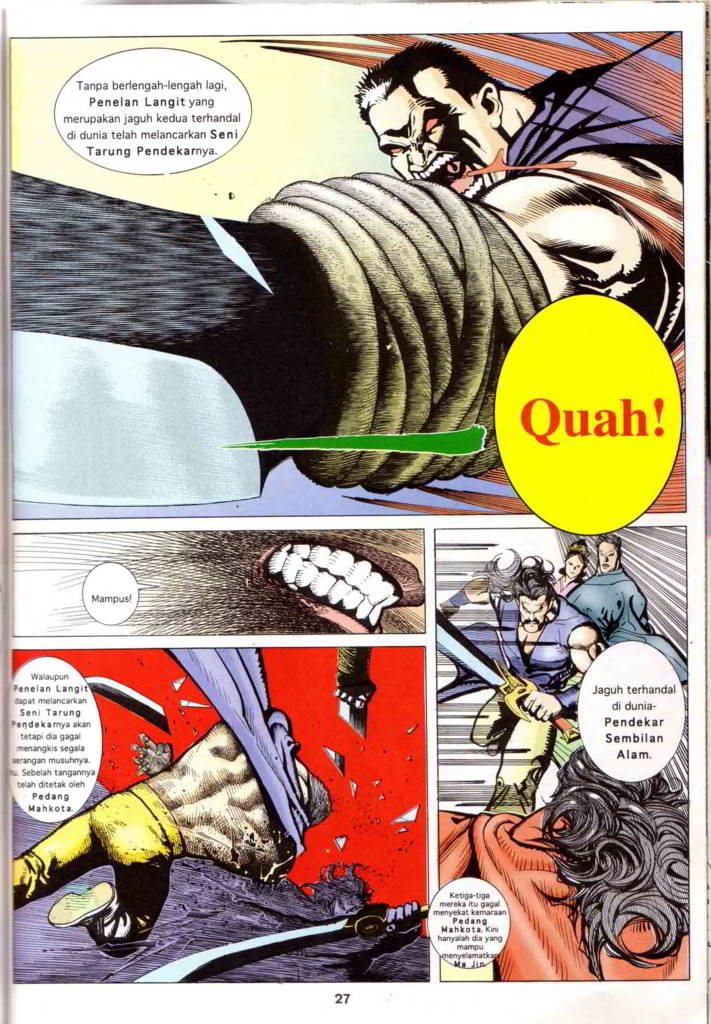 Tanpa berlengah-lengah lagi,
Penelan Langit yang
merupakan jaguh kedua terhandal
di dunia telah melancarkan Seni
Tarung Pendekarnya.
Quah!
Mampus!
Jaguh terhandal
di dunia-
Pendekar
Sembilan
Alam.
Walaupun
Penelan Langit
dapat melancarkan
Seni Tarung
Pendekarnya akan
tetapi dia gagal
menangkis segala
serangan musuhnya.
Sebelah tangannya
telah ditetak oleh
Pedang
Mahkota.
Ketiga-tiga
mereka itu gagal
menyekat kemaraan
Pedang
Mahkota. Kini
hanyalah dia yang
mampu
menyelamatkan
Ma Jin.
27